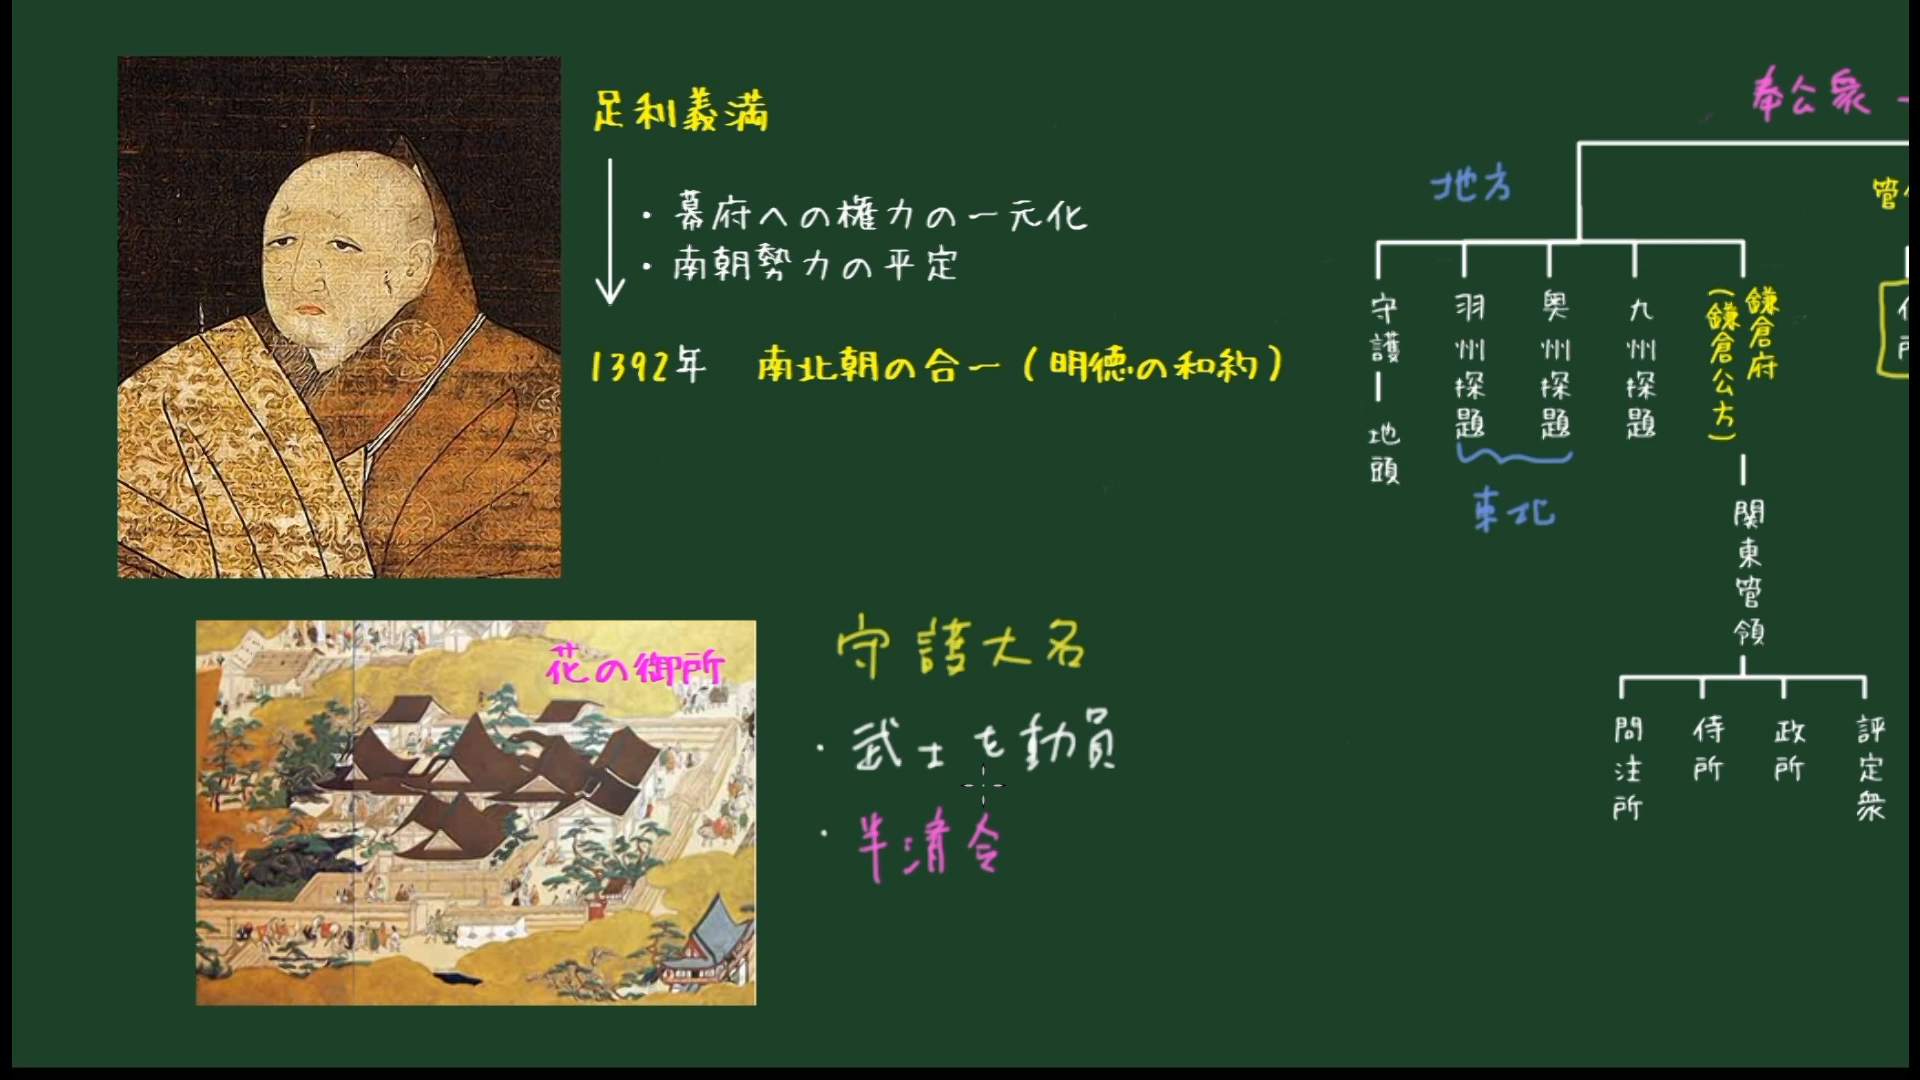 足利義満
・幕府への権力の一元化
・南朝勢力の平定
1392年 南北朝の合一(明徳の和約)
花の御所
守護大名
・武士を動員
・半済令
奉公衆
地方
守護
地頭
羽州探題
奥州探題
東北
九州探題
鎌倉府
(鎌倉公方)
関東管領
問注所
侍所
政所
評定衆